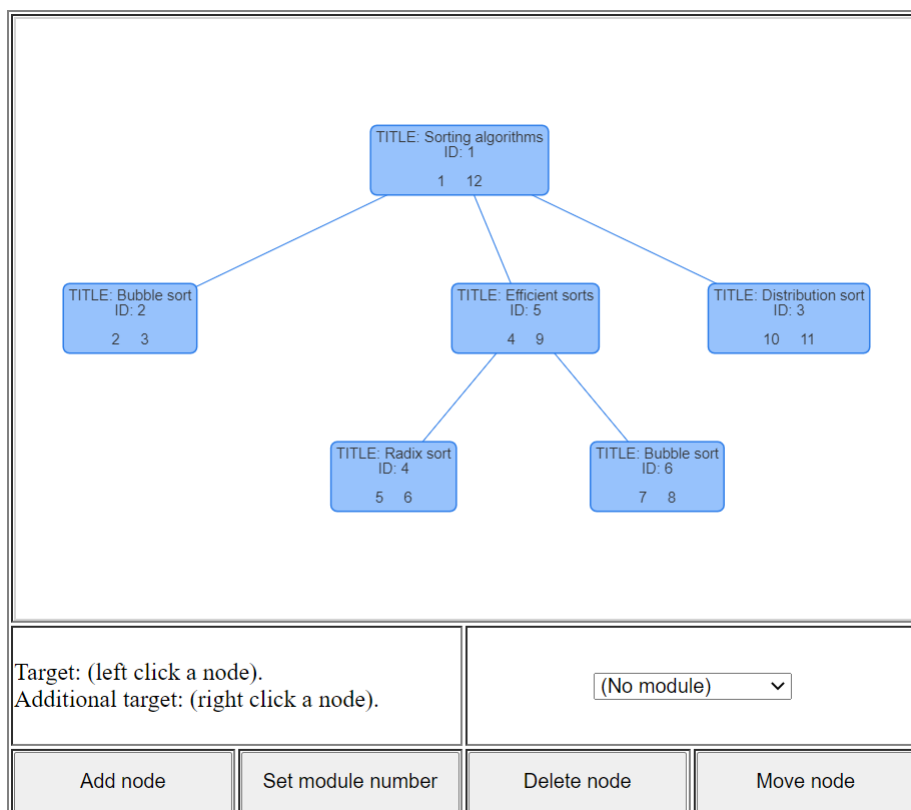 TITLE: Sorting algorithms
ID: 1
1 12
TITLE: Bubble sort
ID: 2
2 3
TITLE: Efficient sorts
ID: 5
4 9
TITLE: Distribution sort
ID: 3
10 11
TITLE: Radix sort
ID: 4
5 6
TITLE: Bubble sort
ID: 6
7 8
Target: (left click a node).
Additional target: (right click a node).
(No module)
Add node
Set module number
Delete node
Move node